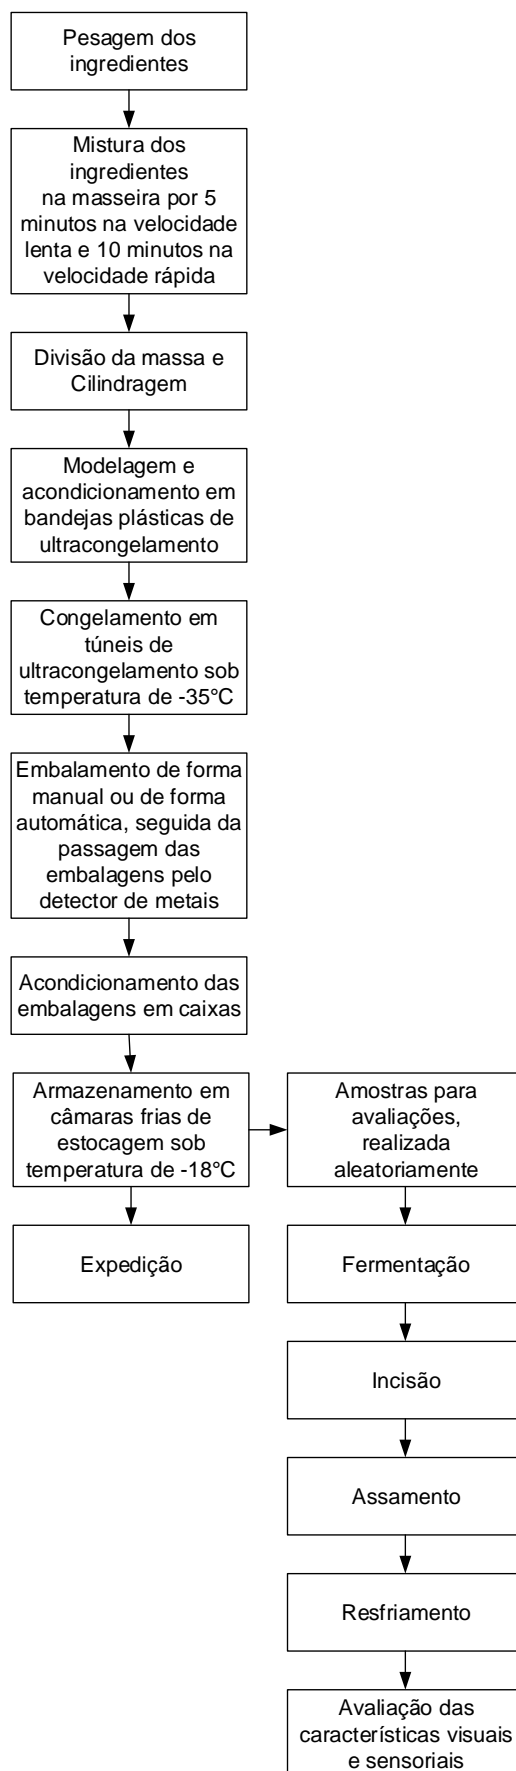 Pesagem dos
ingredientes
Mistura dos
ingredientes
na masseira por 5
minutos na velocidade
lenta e 10 minutos na
velocidade rápida
Divisão da massa e
Cilindragem
Modelagem e
acondicionamento em
bandejas plásticas de
ultracongelamento
Congelamento em
túneis de
ultracongelamento sob
temperatura de -35°C
Embalamento de forma
manual ou de forma
automática, seguida da
passagem das
embalagens pelo
detector de metais
Acondicionamento das
embalagens em caixas
Armazenamento em
câmaras frias de
estocagem sob
temperatura de -18°C
Expedição
Amostras para
avaliações,
realizada
aleatoriamente
Fermentação
Incisão
Assamento
Resfriamento
Avaliação das
características visuais
e sensoriais